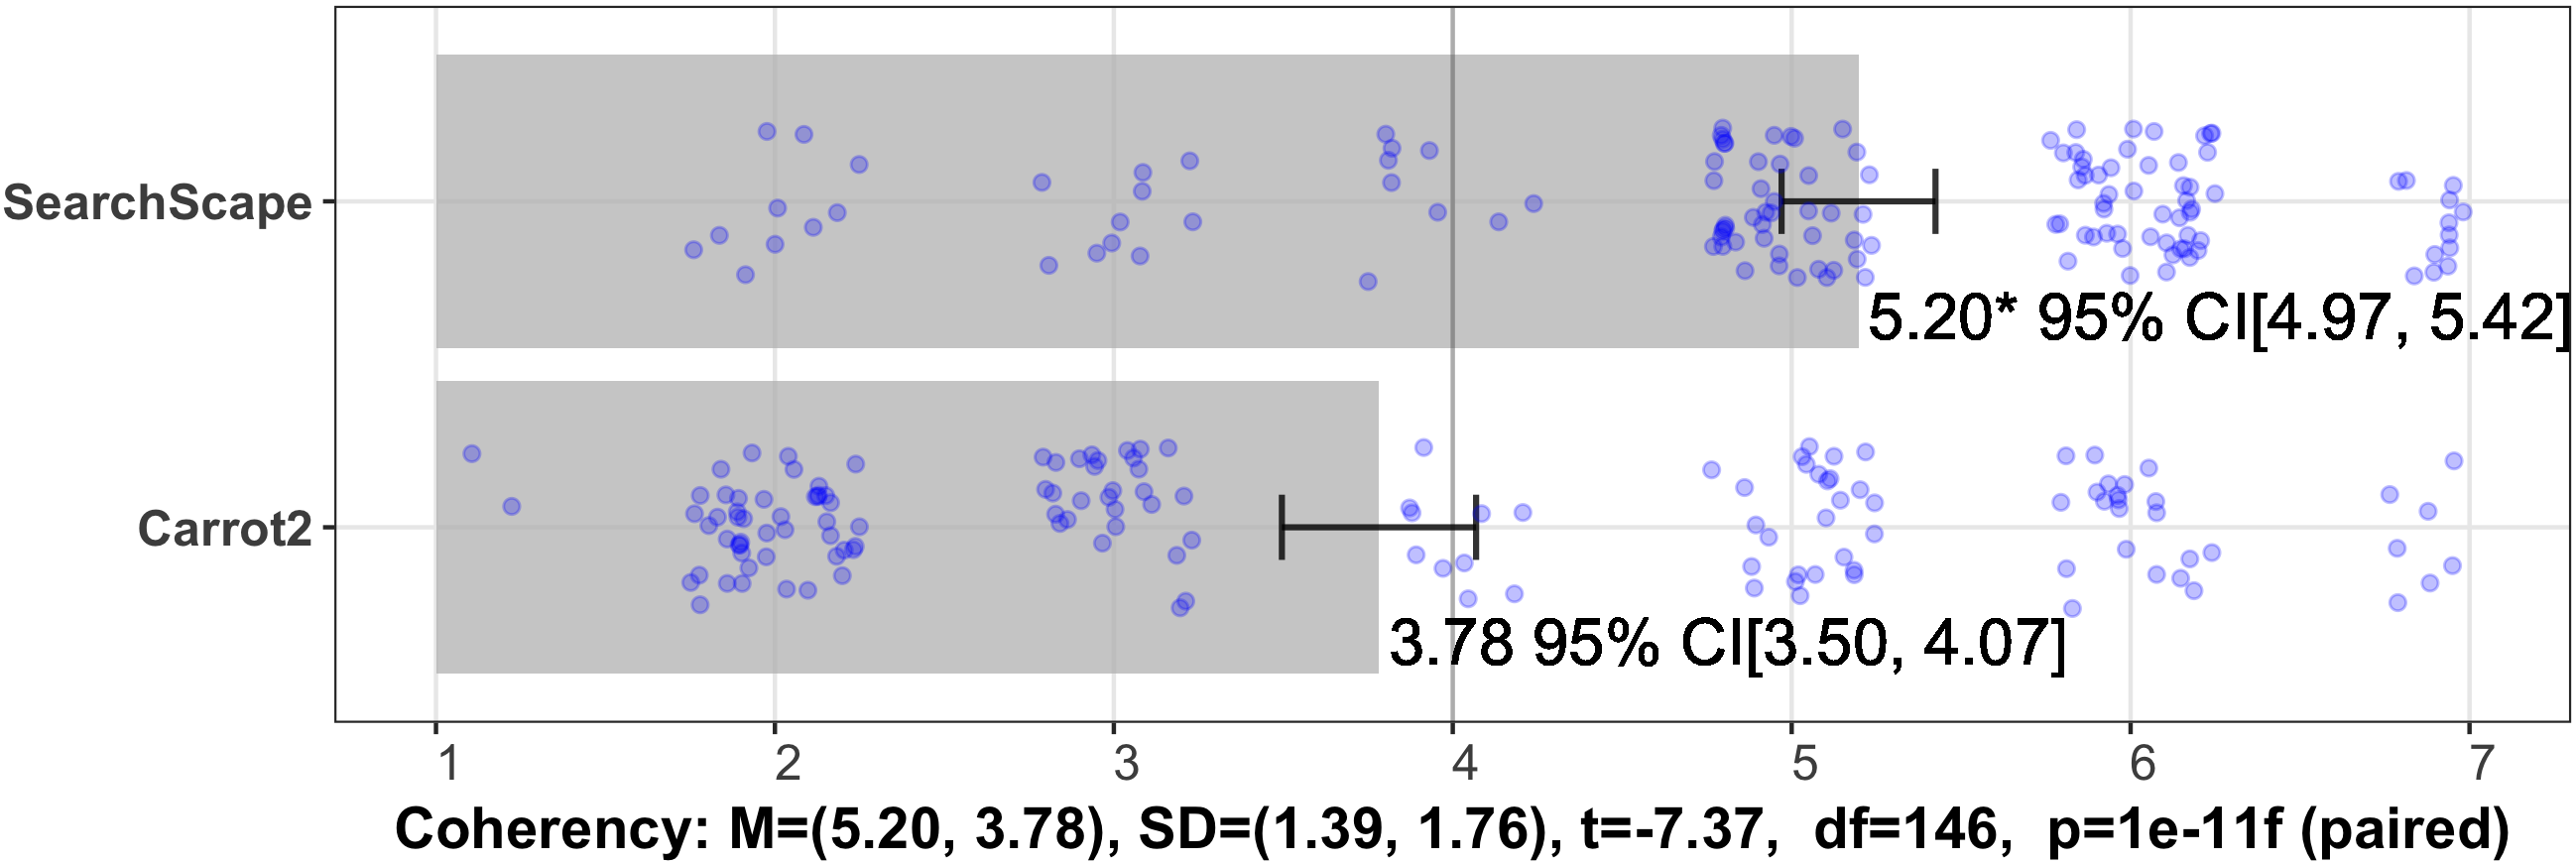 SearchScape
5.20* 95% CI[4.97, 5.42]
Carrot2
3.78 95% CI[3.50, 4.07]
1 2 3 4 5 6 7
Coherency: M=(5.20, 3.78), SD=(1.39, 1.76), t=-7.37, df=146, p=1e-11f (paired)